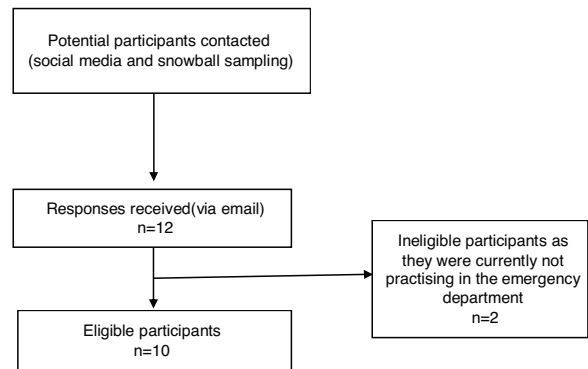 Potential participants contacted
(social media and snowball sampling)
Responses received(via email)
n=12
Ineligible participants as
they were currently not
practising in the emergency
department
n=2
Eligible participants
n=10